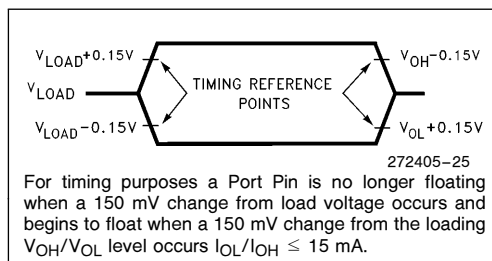 V_LOAD+0.15V
V_OH−0.15V
V_LOAD
TIMING REFERENCE
POINTS
V_LOAD−0.15V
V_OL+0.15V
272405–25
For timing purposes a Port Pin is no longer floating
when a 150 mV change from load voltage occurs and
begins to float when a 150 mV change from the loading
V_OH/V_OL level occurs I_OL/I_OH ≤ 15 mA.